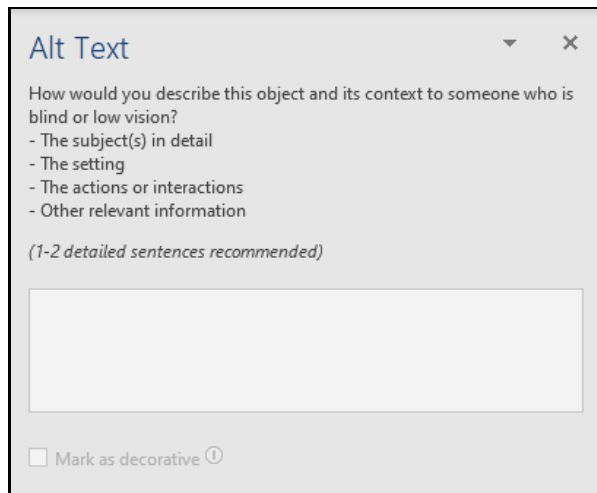 Alt Text
How would you describe this object and its context to someone who is
blind or low vision?
- The subject(s) in detail
- The setting
- The actions or interactions
- Other relevant information
(1-2 detailed sentences recommended)
Mark as decorative